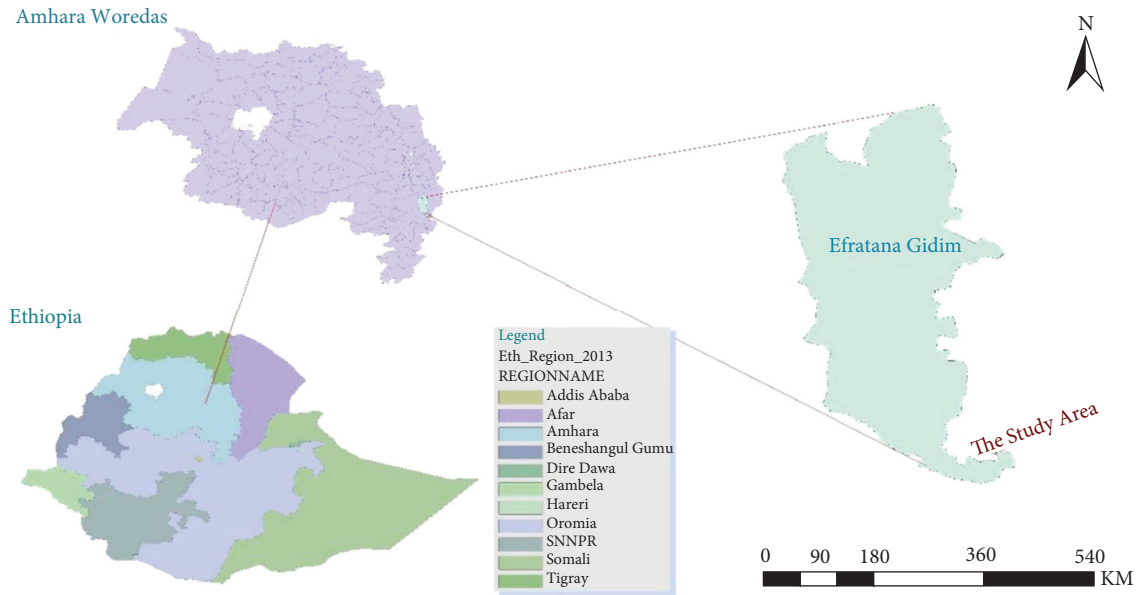 Amhara Woredas
N
Efratana Gidim
Ethiopia
Legend
Eth_Region_2013
REGIONNAME
Addis Ababa
Afar
Amhara
Beneshangul Gumu
Dire Dawa
Gambela
Hareri
Oromia
SNNPR
Somali
Tigray
The Study Area
0 90 180 360 540
KM